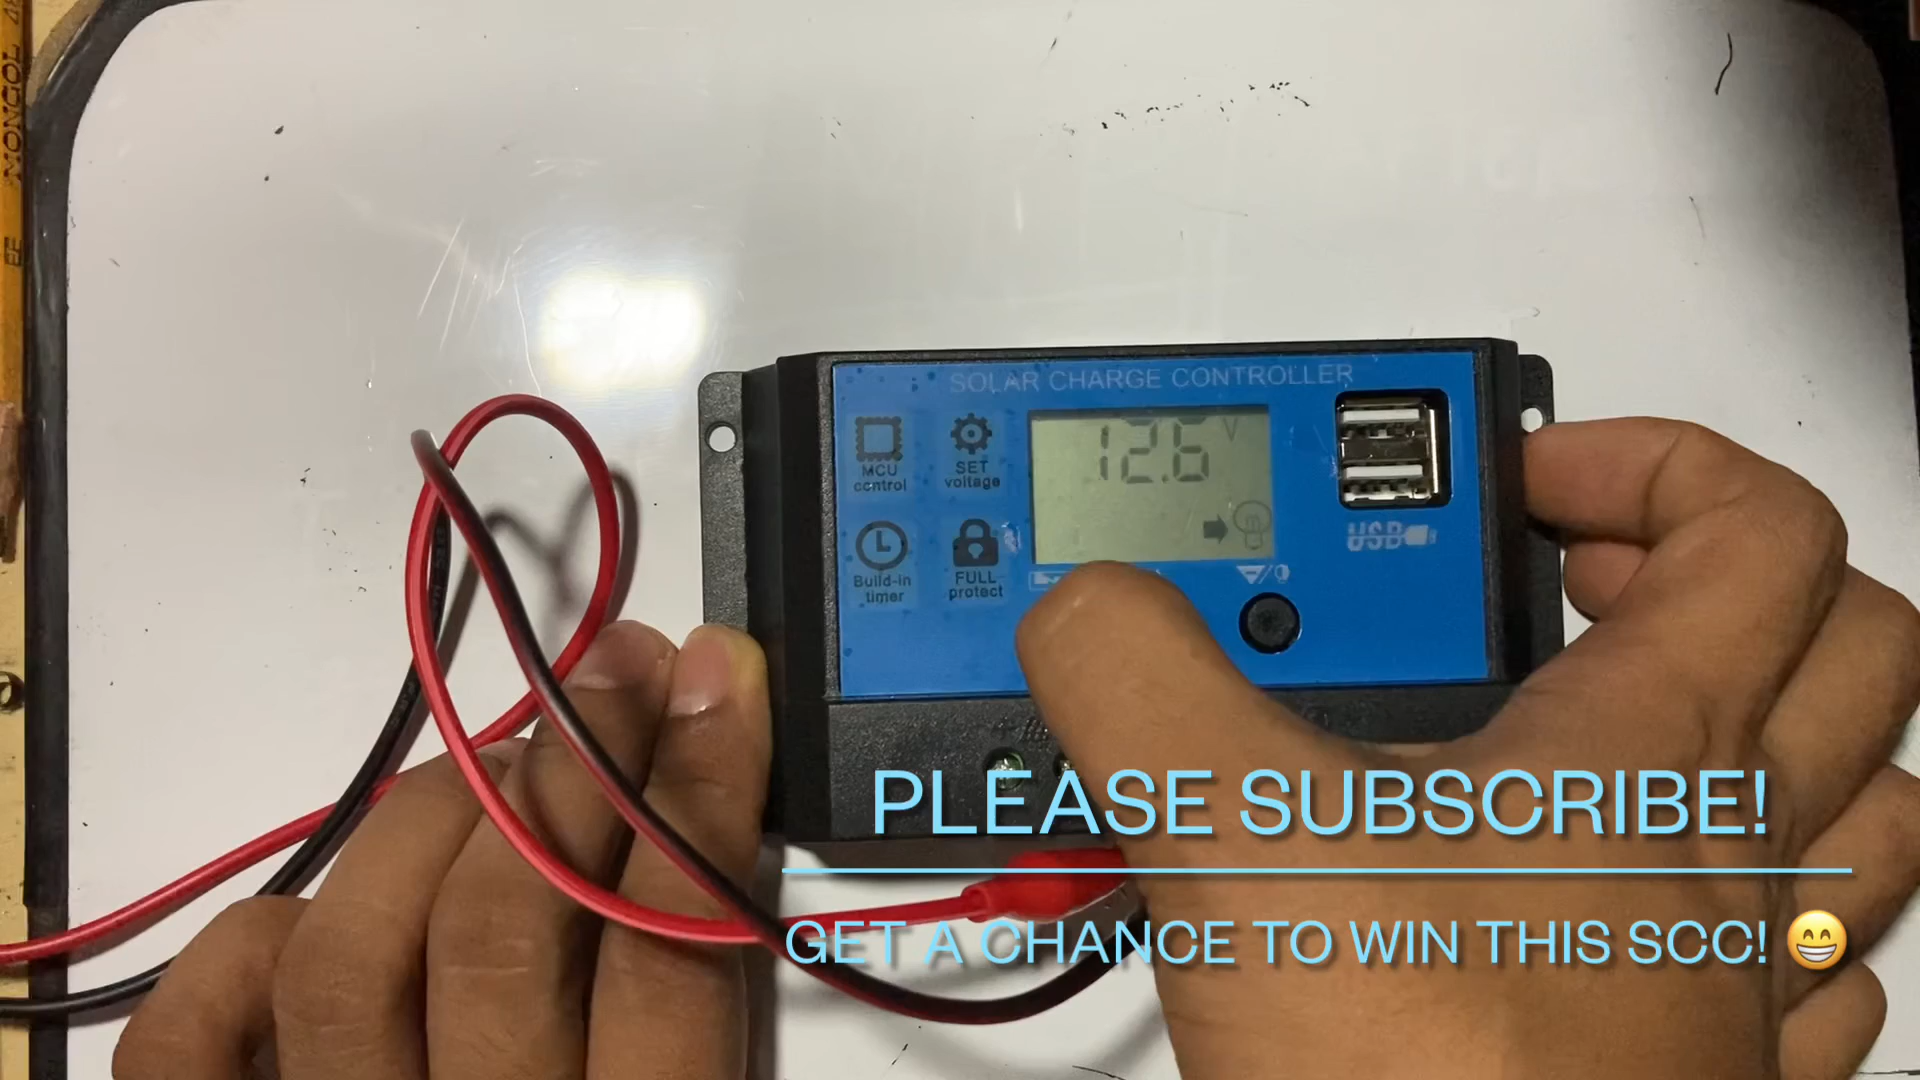 MONGOL
EE
SOLAR CHARGE CONTROLLER
MCU
control
SET
voltage
12.6 V
Build-in
timer
FULL
protect
USB
PLEASE SUBSCRIBE!
GET A CHANCE TO WIN THIS SCC! 😁